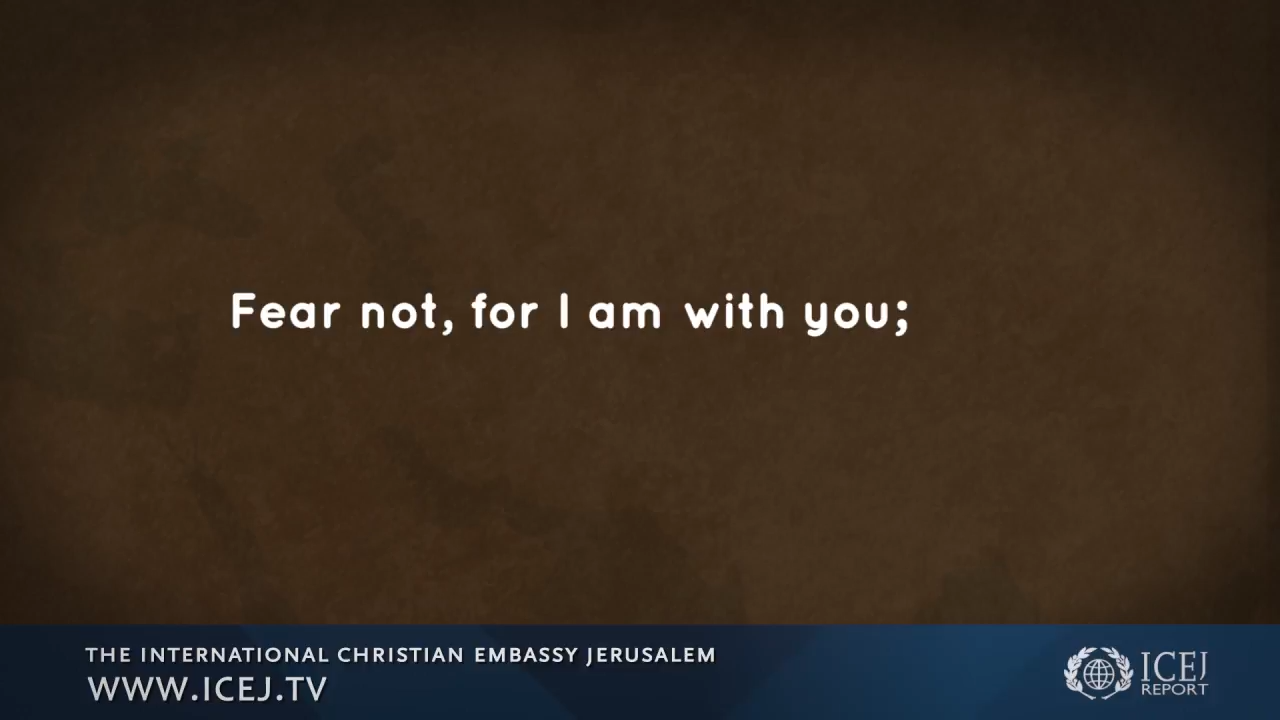 Fear not, for I am with you;
THE INTERNATIONAL CHRISTIAN EMBASSY JERUSALEM
WWW.ICEJ.TV
ICEJ
REPORT